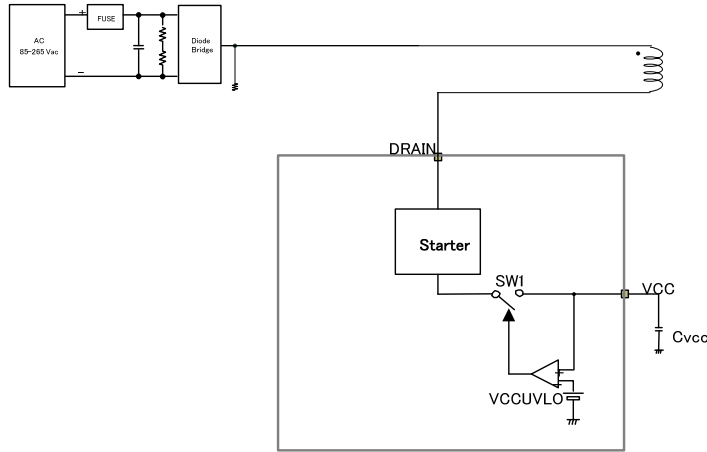 AC
85-265 Vac
+
−
FUSE
Diode
Bridge
DRAIN
Starter
SW1
VCC
Cvcc
+
−
VCCUVLO